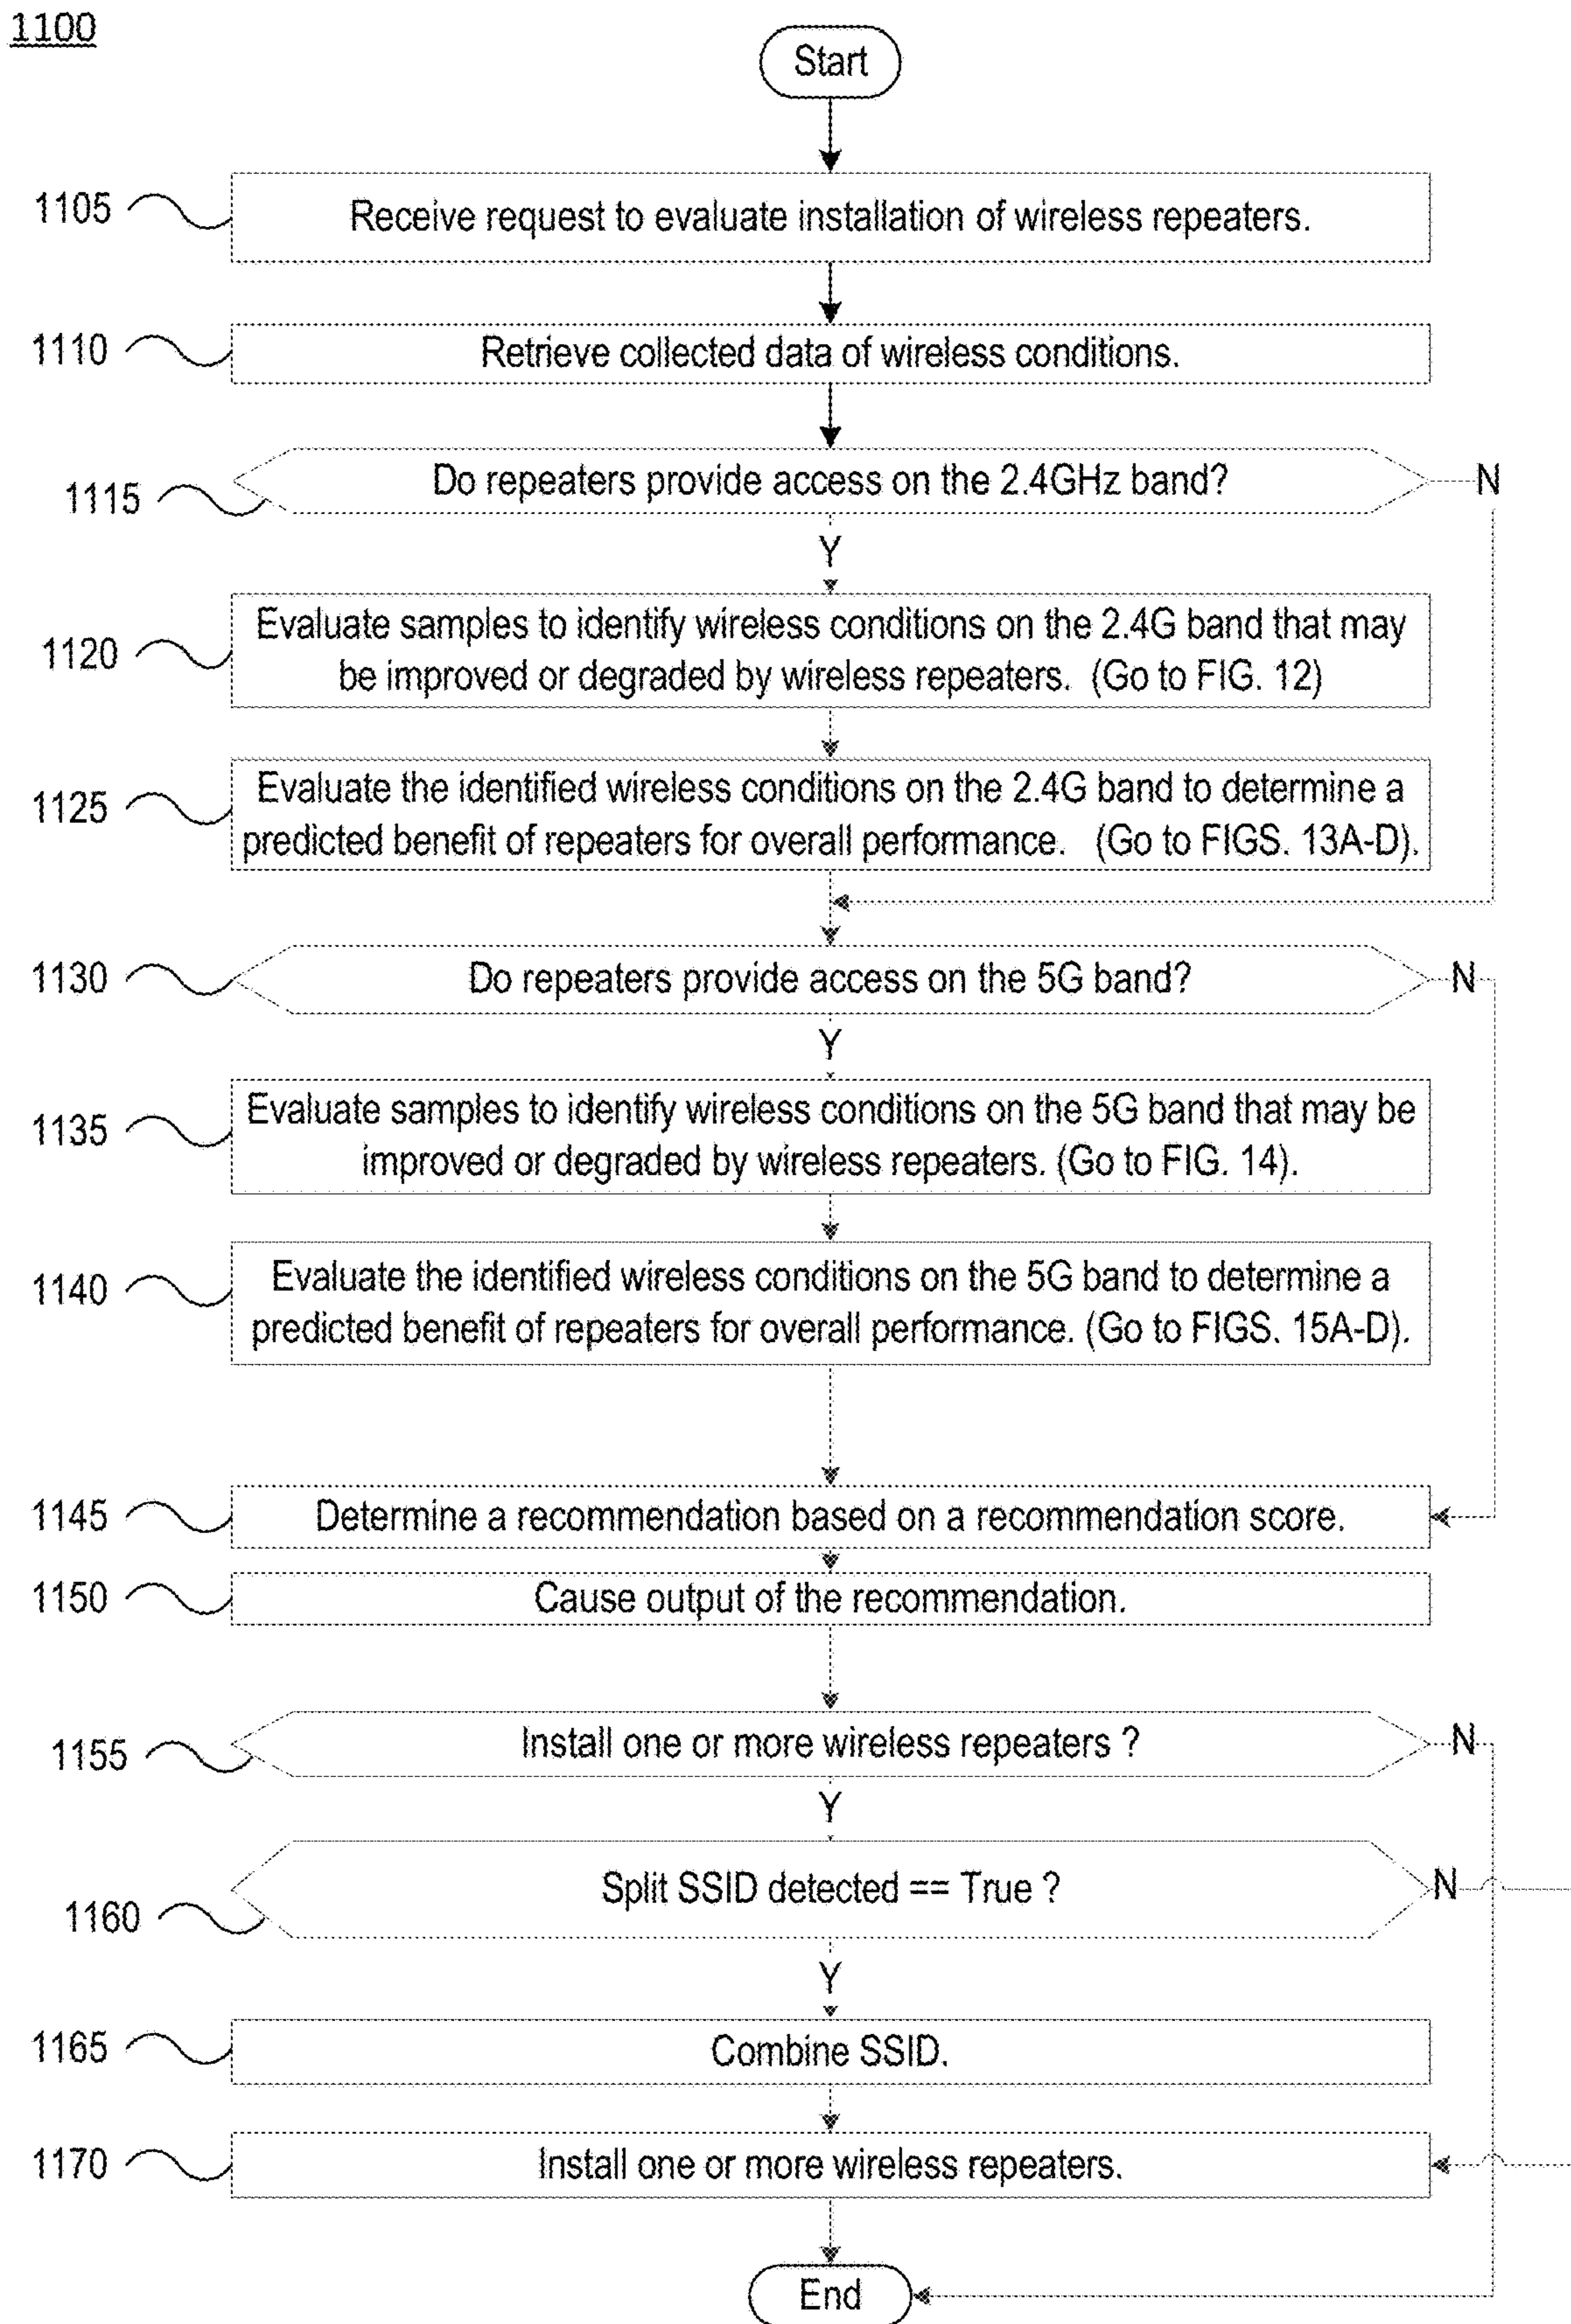 1100
Start
1105
Receive request to evaluate installation of wireless repeaters.
1110
Retrieve collected data of wireless conditions.
1115
Do repeaters provide access on the 2.4GHz band?
N
Y
1120
Evaluate samples to identify wireless conditions on the 2.4G band that may
be improved or degraded by wireless repeaters. (Go to FIG. 12)
1125
Evaluate the identified wireless conditions on the 2.4G band to determine a
predicted benefit of repeaters for overall performance. (Go to FIGS. 13A-D).
1130
Do repeaters provide access on the 5G band?
N
Y
1135
Evaluate samples to identify wireless conditions on the 5G band that may be
improved or degraded by wireless repeaters. (Go to FIG. 14).
1140
Evaluate the identified wireless conditions on the 5G band to determine a
predicted benefit of repeaters for overall performance. (Go to FIGS. 15A-D).
1145
Determine a recommendation based on a recommendation score.
1150
Cause output of the recommendation.
1155
Install one or more wireless repeaters ?
N
Y
1160
Split SSID detected == True ?
N
Y
1165
Combine SSID.
1170
Install one or more wireless repeaters.
End